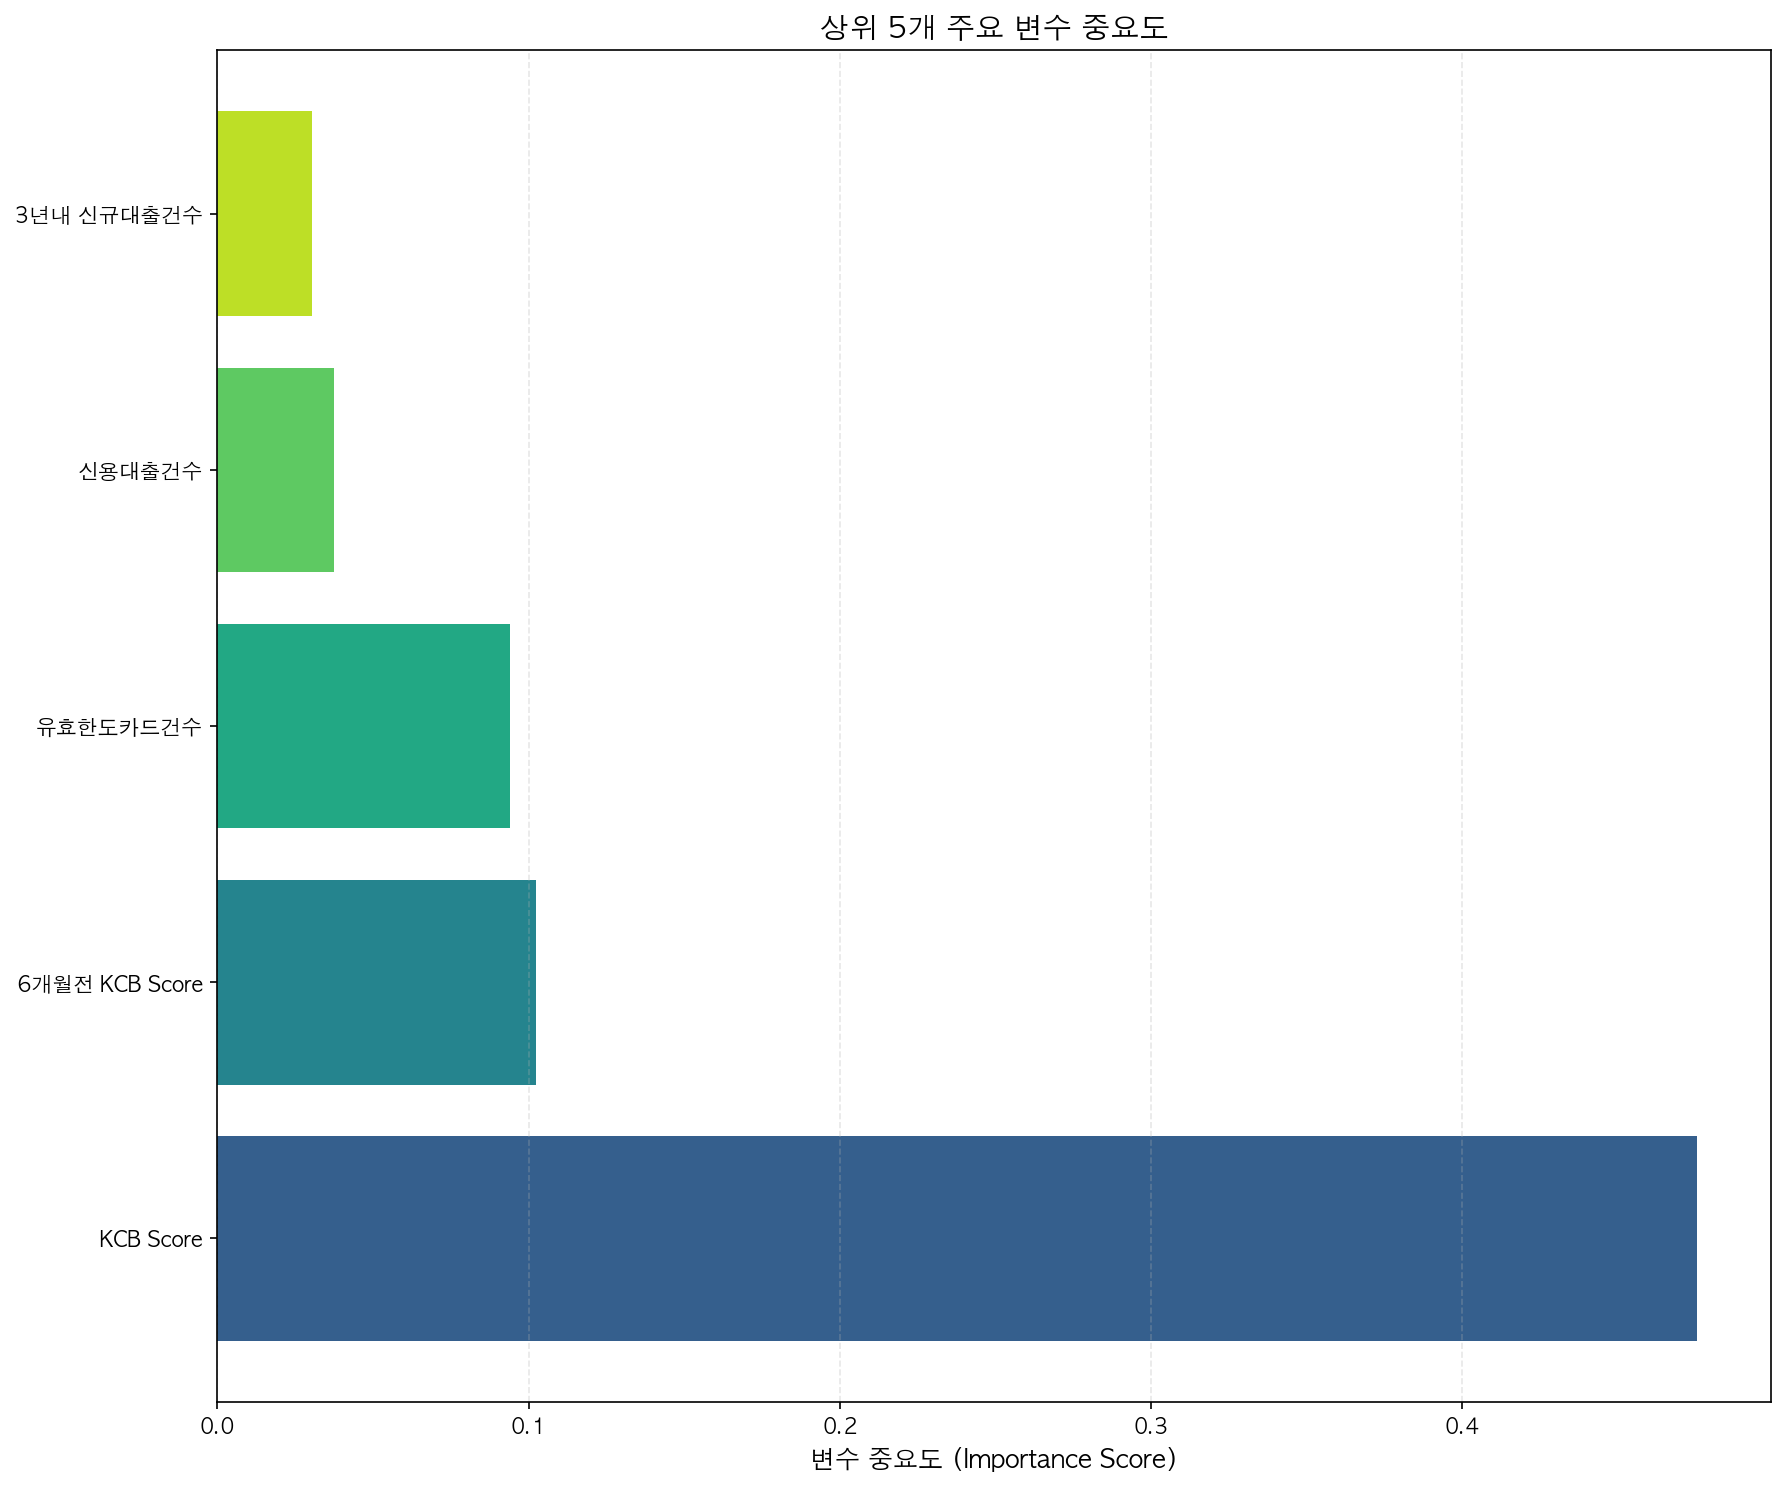 상위 5개 주요 변수 중요도
3년내 신규대출건수
신용대출건수
유효한도카드건수
6개월전 KCB Score
KCB Score
0.0 0.1 0.2 0.3 0.4
변수 중요도 (Importance Score)